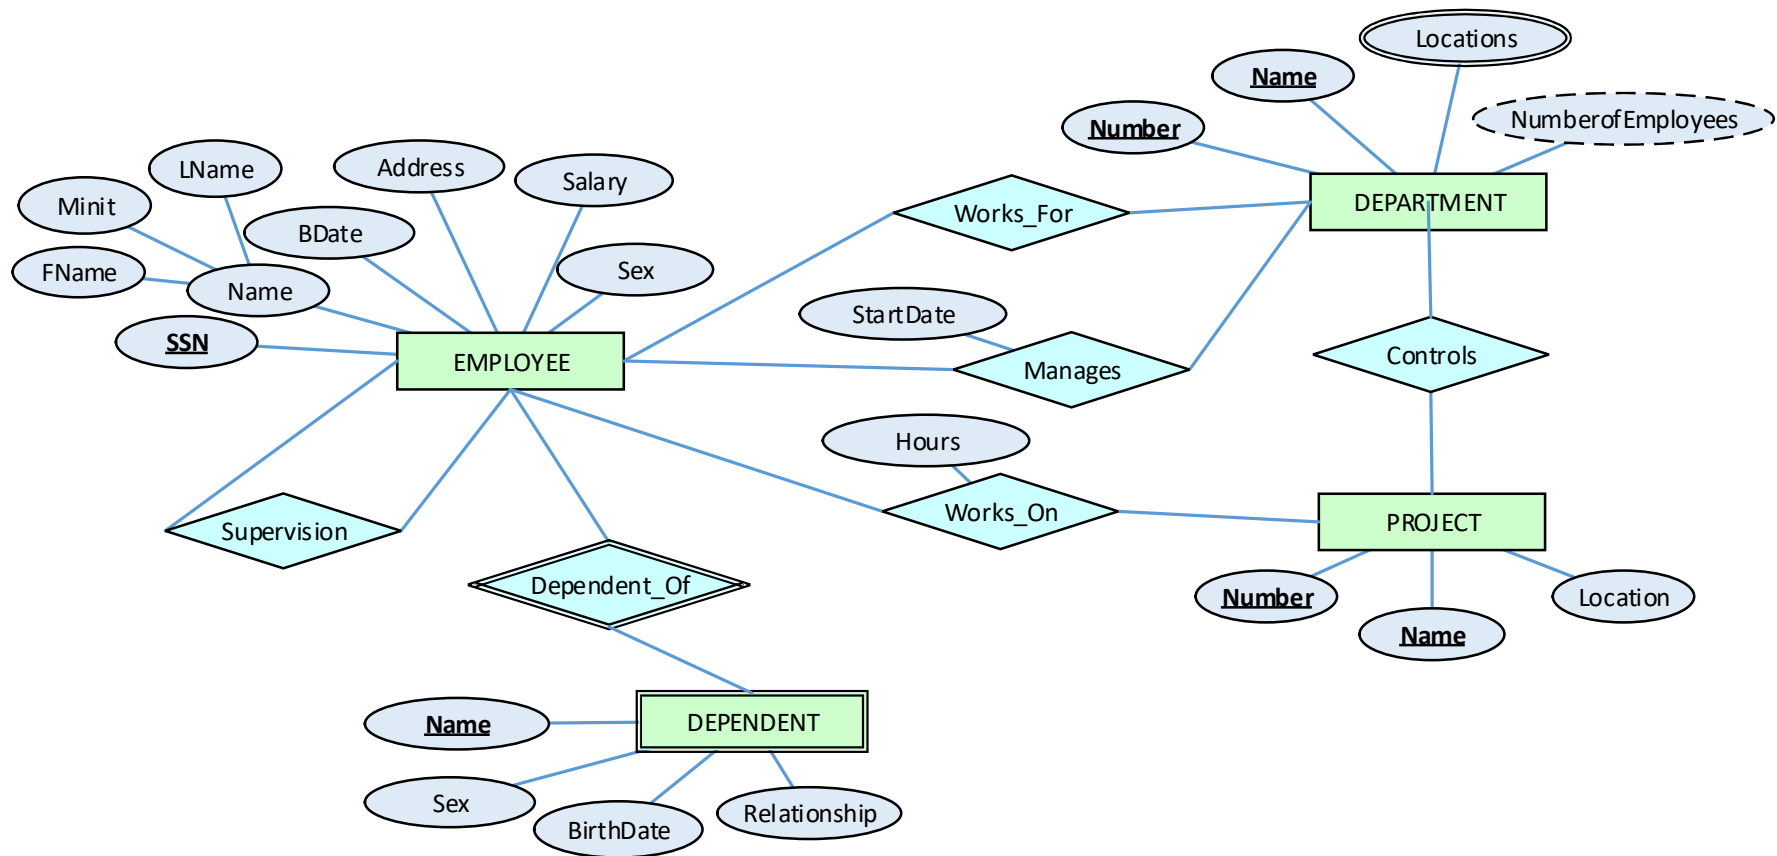 Locations
Name
NumberofEmployees
Number
LName
Address
Salary
Minit
BDate
Works_For
DEPARTMENT
FName
Name
Sex
StartDate
SSN
EMPLOYEE
Manages
Controls
Hours
Supervision
Works_On
PROJECT
Dependent_Of
Number
Name
Location
Name
DEPENDENT
Sex
BirthDate
Relationship